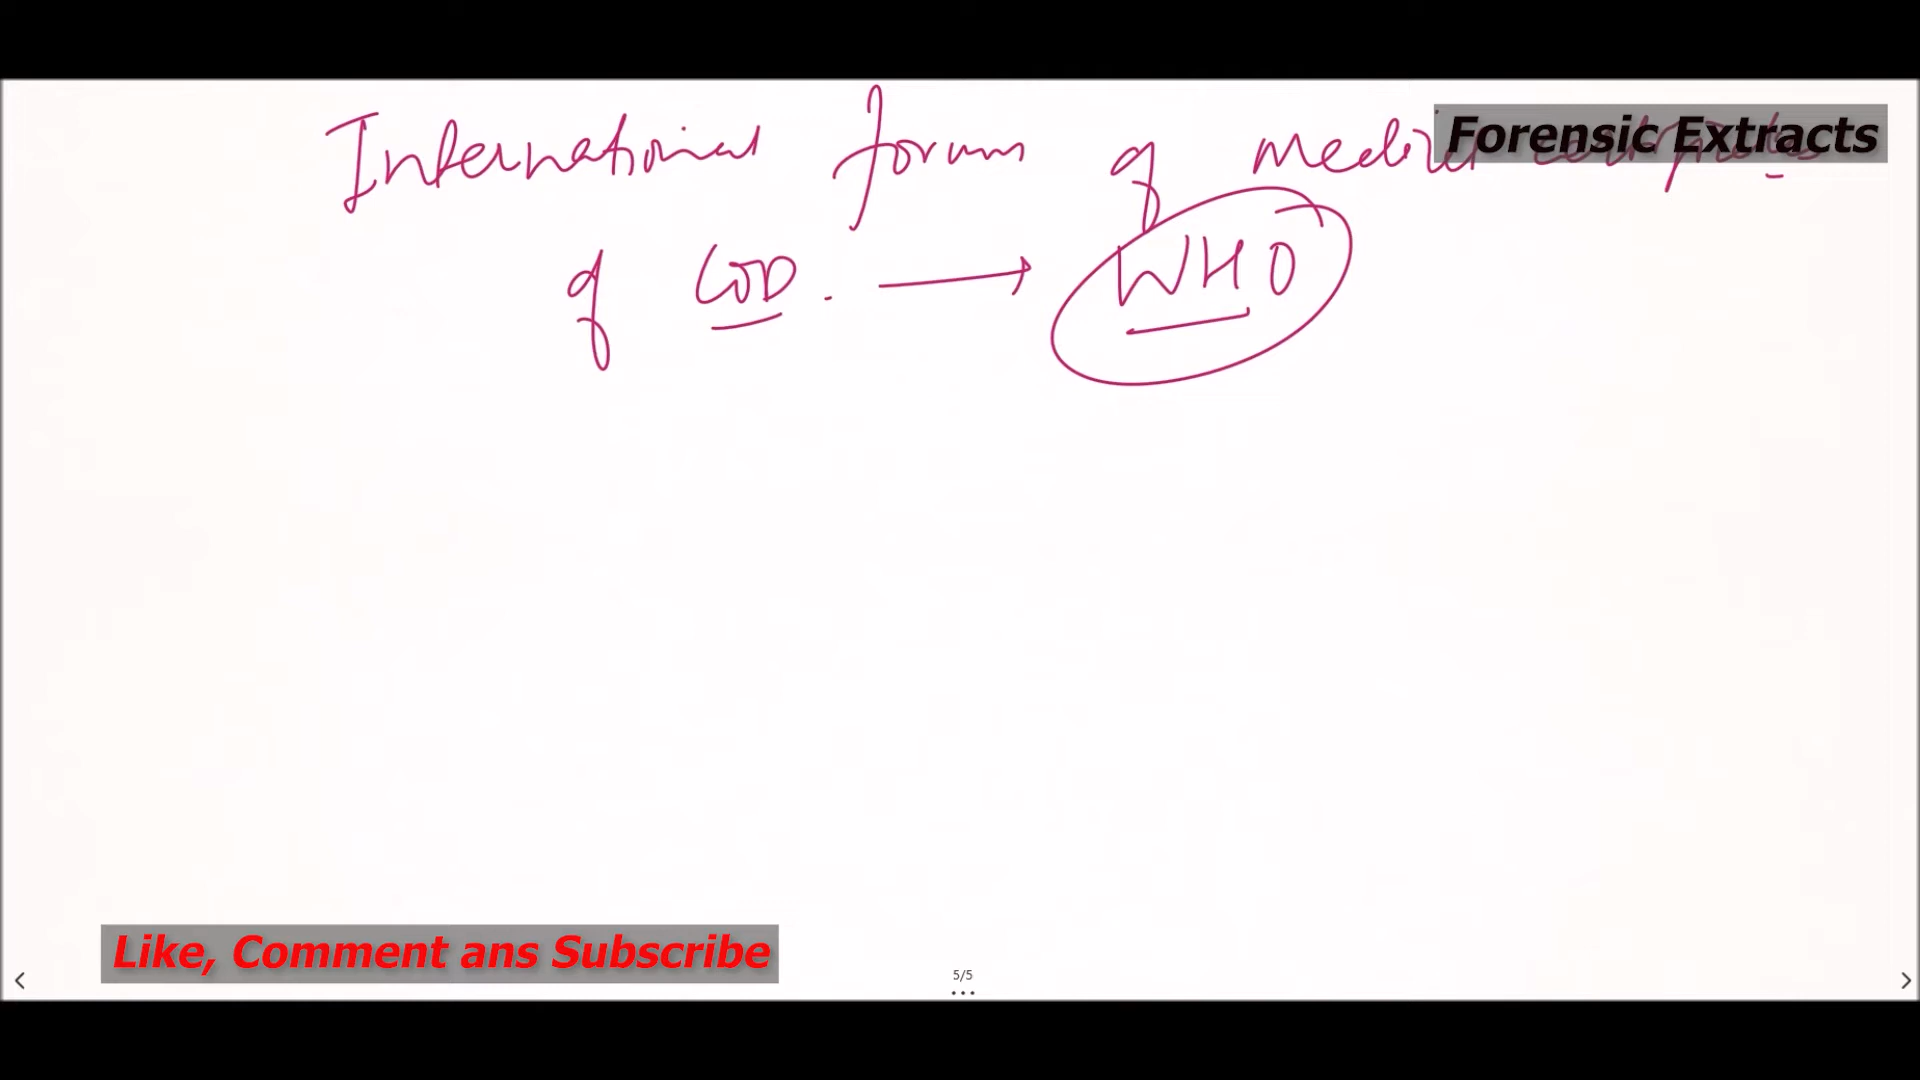 International forum of medical
Forensic Extracts
of COD. → WHO
Like, Comment ans Subscribe
5/5